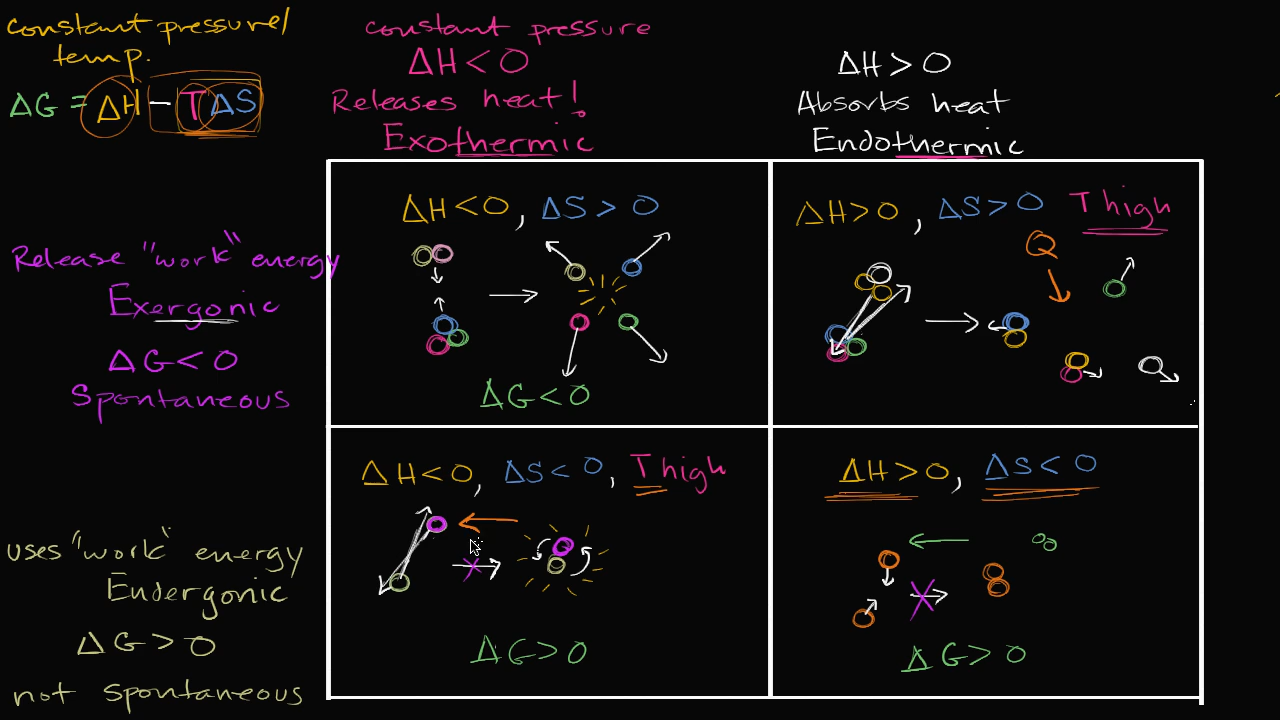 constant pressure/
temp.
ΔG = ΔH - TΔS
constant pressure
ΔH < 0
Releases heat!
Exothermic
ΔH > 0
Absorbs heat
Endothermic
Release "work" energy
Exergonic
ΔG < 0
Spontaneous
ΔH < 0, ΔS > 0
ΔG < 0
ΔH > 0, ΔS > 0 T high
Q
uses "work" energy
Endergonic
ΔG > 0
not spontaneous
ΔH < 0, ΔS < 0, T high
ΔG > 0
ΔH > 0, ΔS < 0
ΔG > 0